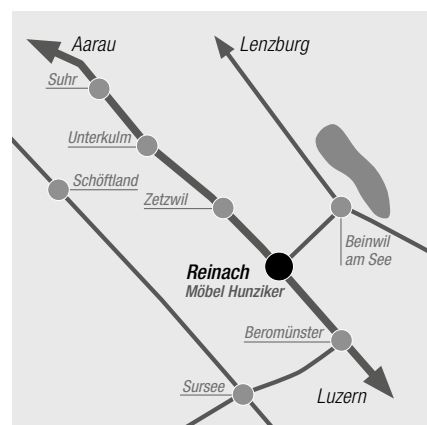 Aarau
Lenzburg
Suhr
Unterkulm
Schöftland
Zetzwil
Beinwil
am See
Reinach
Möbel Hunziker
Beromünster
Sursee
Luzern